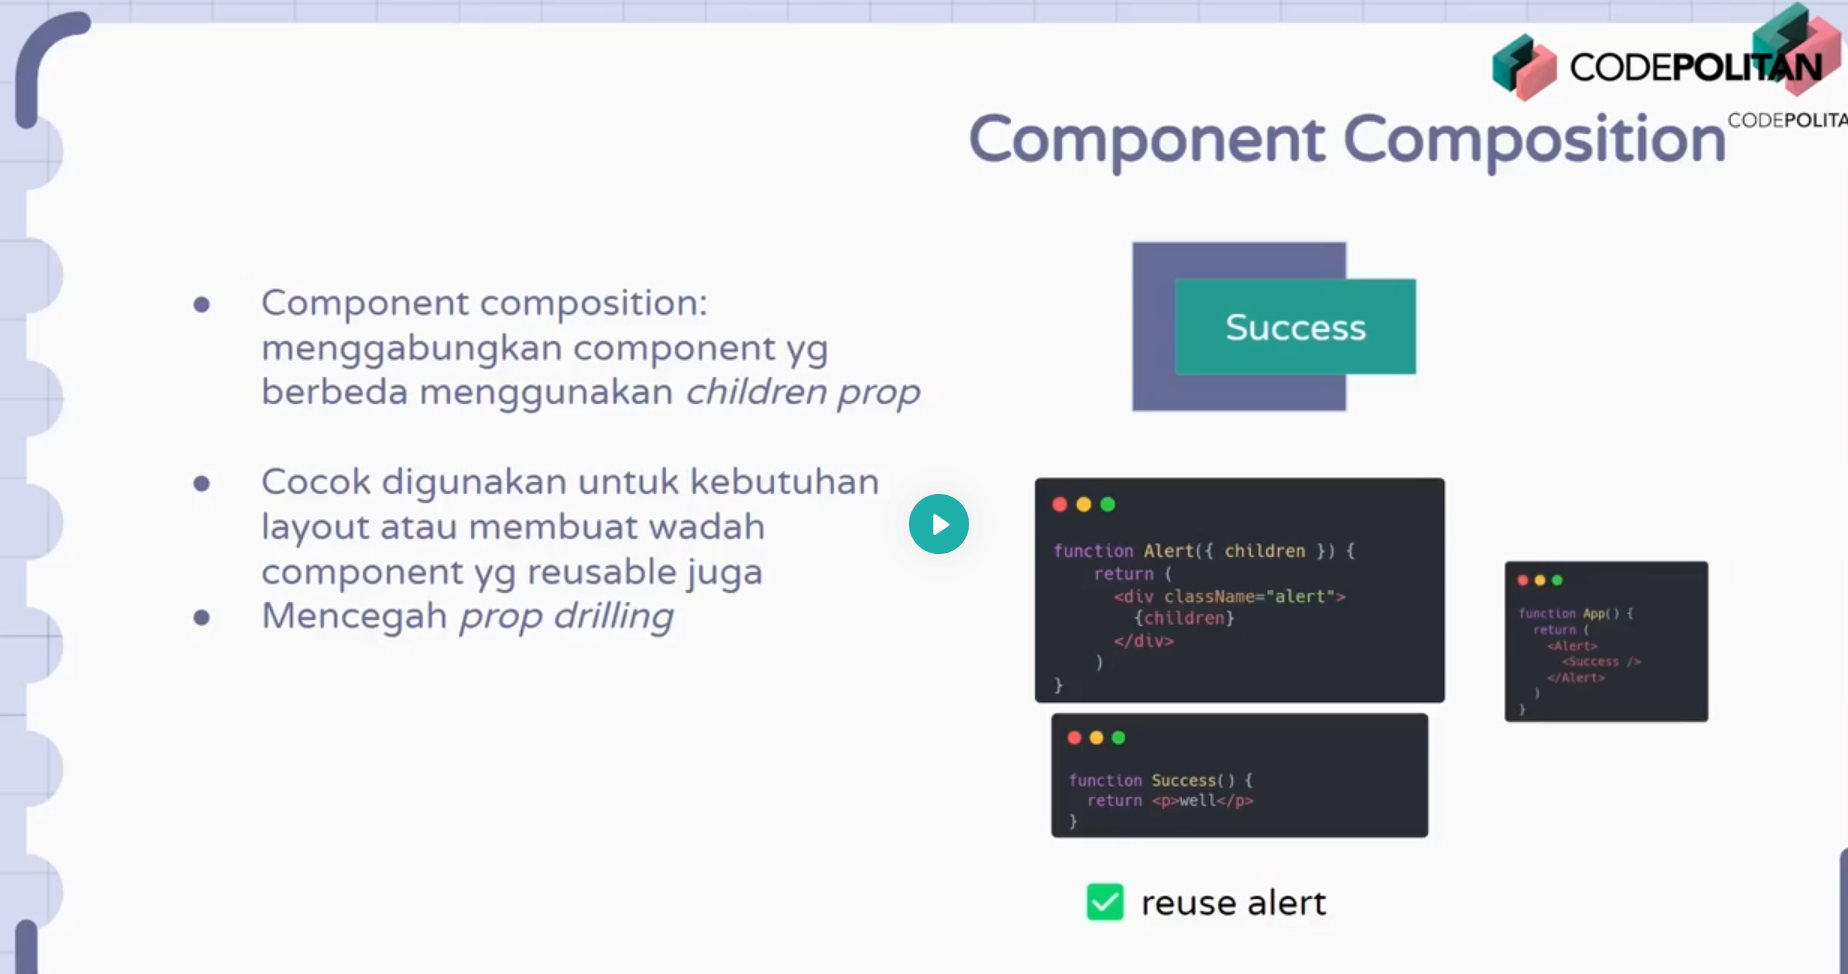 CODEPOLITAN
CODEPOLITA
Component Composition
● Component composition:
menggabungkan component yg
berbeda menggunakan children prop
● Cocok digunakan untuk kebutuhan
layout atau membuat wadah
component yg reusable juga
● Mencegah prop drilling
Success
function Alert({ children }) {
return (
<div className="alert">
{children}
</div>
)
}
function App() {
return (
<Alert>
<Success />
</Alert>
)
}
function Success() {
return <p>well</p>
}
reuse alert